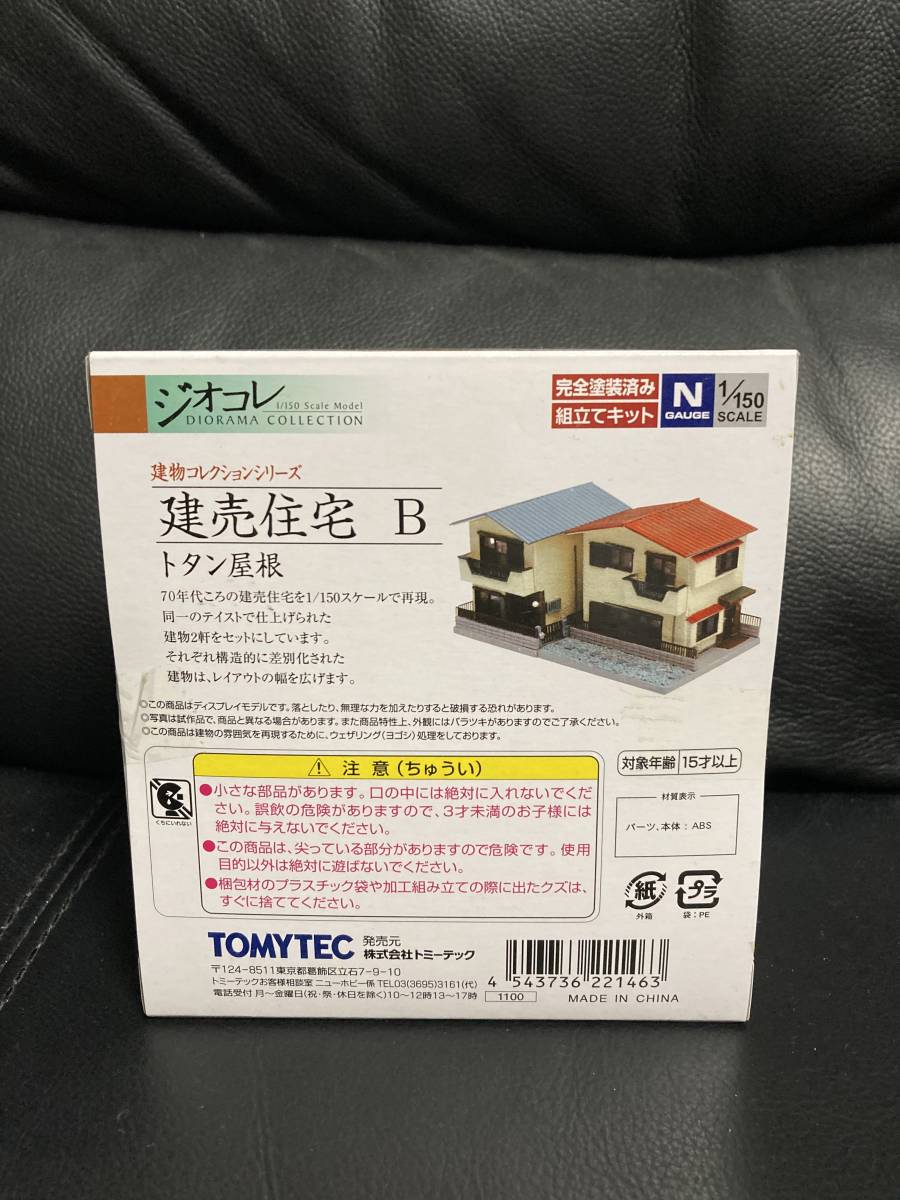 ジオコレ
1/150 Scale Model
DIORAMA COLLECTION
完全塗装済み
組立てキット
N
GAUGE
1/150
SCALE
建物コレクションシリーズ
建売住宅 B
トタン屋根
70年代ころの建売住宅を1/150スケールで再現。
同一のテイストで仕上げられた
建物2軒をセットにしています。
それぞれ構造的に差別化された
建物は、レイアウトの幅を広げます。
◎この商品はディスプレイモデルです。落としたり、無理な力を加えたりすると破損する恐れがあります。
◎写真は試作品で、商品と異なる場合があります。また商品特性上、外観にはバラツキがありますのでご了承ください。
◎この商品は建物の雰囲気を再現するために、ウェザリング(ヨゴシ)処理をしております。
くちにいれない
⚠ 注意(ちゅうい)
●小さな部品があります。口の中には絶対に入れないでくだ
さい。誤飲の危険がありますので、3才未満のお子様には
絶対に与えないでください。
●この商品は、尖っている部分がありますので危険です。使用
目的以外は絶対に遊ばないでください。
●梱包材のプラスチック袋や加工組み立ての際に出たクズは、
すぐに捨ててください。
対象年齢 15才以上
材質表示
パーツ、本体:ABS
紙
外箱
プラ
袋:PE
TOMYTEC
発売元
株式会社トミーテック
〒124-8511東京都葛飾区立石7-9-10
トミーテックお客様相談室 ニューホビー係 TEL03(3695)3161(代)
電話受付 月〜金曜日(祝・祭・休日を除く)10〜12時13〜17時
4 543736 221463
1100
MADE IN CHINA